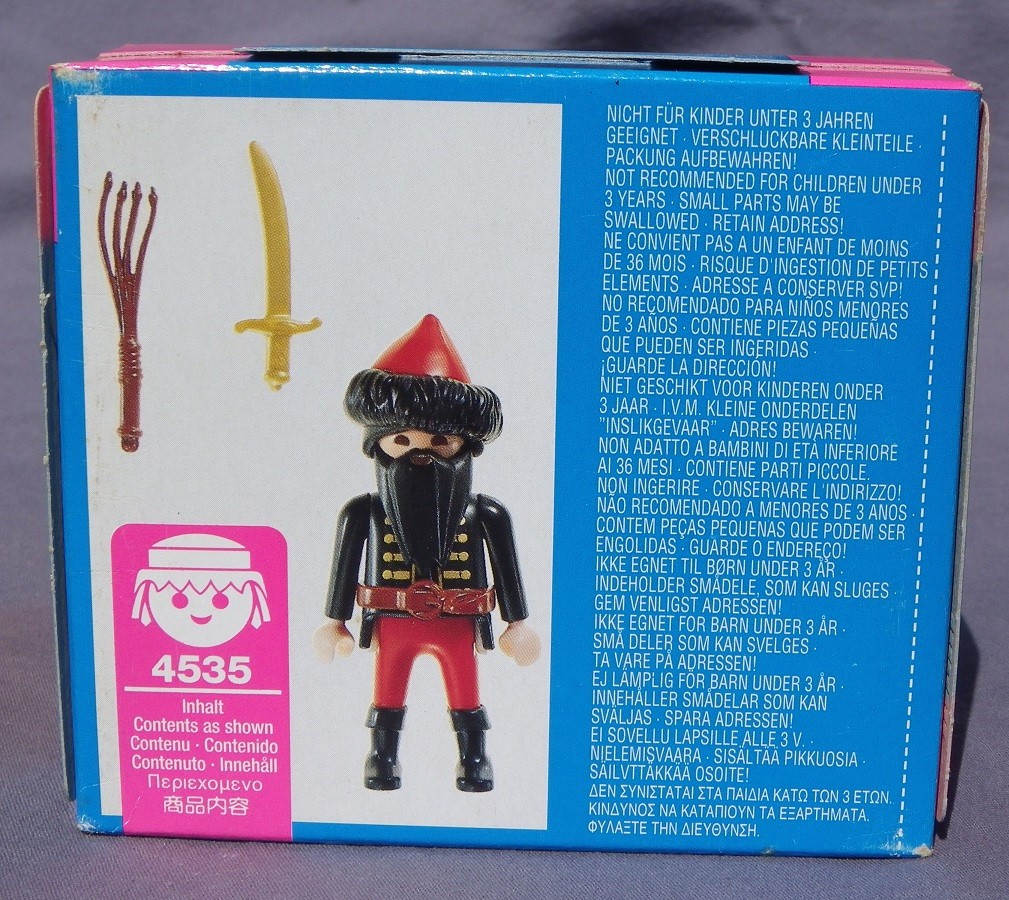 4535
Inhalt
Contents as shown
Contenu · Contenido
Contenuto · Innehåll
Περιεχομενο
商品内容
NICHT FÜR KINDER UNTER 3 JAHREN
GEEIGNET · VERSCHLUCKBARE KLEINTEILE ·
PACKUNG AUFBEWAHREN!
NOT RECOMMENDED FOR CHILDREN UNDER
3 YEARS · SMALL PARTS MAY BE
SWALLOWED · RETAIN ADDRESS!
NE CONVIENT PAS A UN ENFANT DE MOINS
DE 36 MOIS · RISQUE D'INGESTION DE PETITS
ELEMENTS · ADRESSE A CONSERVER SVP!
NO RECOMENDADO PARA NIÑOS MENORES
DE 3 AÑOS · CONTIENE PIEZAS PEQUEÑAS
QUE PUEDEN SER INGERIDAS ·
¡GUARDE LA DIRECCIÓN!
NIET GESCHIKT VOOR KINDEREN ONDER
3 JAAR · I.V.M. KLEINE ONDERDELEN
"INSLIKGEVAAR" · ADRES BEWAREN!
NON ADATTO A BAMBINI DI ETA INFERIORE
AI 36 MESI · CONTIENE PARTI PICCOLE.
NON INGERIRE · CONSERVARE L'INDIRIZZO!
NÃO RECOMENDADO A MENORES DE 3 ANOS ·
CONTEM PEÇAS PEQUENAS QUE PODEM SER
ENGOLIDAS · GUARDE O ENDEREÇO!
IKKE EGNET TIL BØRN UNDER 3 ÅR ·
INDEHOLDER SMÅDELE, SOM KAN SLUGES ·
GEM VENLIGST ADRESSEN!
IKKE EGNET FOR BARN UNDER 3 ÅR ·
SMÅ DELER SOM KAN SVELGES ·
TA VARE PÅ ADRESSEN!
EJ LÄMPLIG FÖR BARN UNDER 3 ÅR ·
INNEHÅLLER SMÅDELAR SOM KAN
SVÄLJAS · SPARA ADRESSEN!
EI SOVELLU LAPSILLE ALLE 3 V. ·
NIELEMISVAARA · SISÄLTÄÄ PIKKUOSIA ·
SÄILVTTÄKKÄÄ OSOITE!
ΔΕΝ ΣΥΝΙΣΤΑΤΑΙ ΣΤΑ ΠΑΙΔΙΑ ΚΑΤΩ ΤΩΝ 3 ΕΤΩΝ.
ΚΙΝΔΥΝΟΣ ΝΑ ΚΑΤΑΠΙΟΥΝ ΤΑ ΕΞΑΡΤΗΜΑΤΑ.
ΦΥΛΑΞΤΕ ΤΗΝ ΔΙΕΥΘΥΝΣΗ.